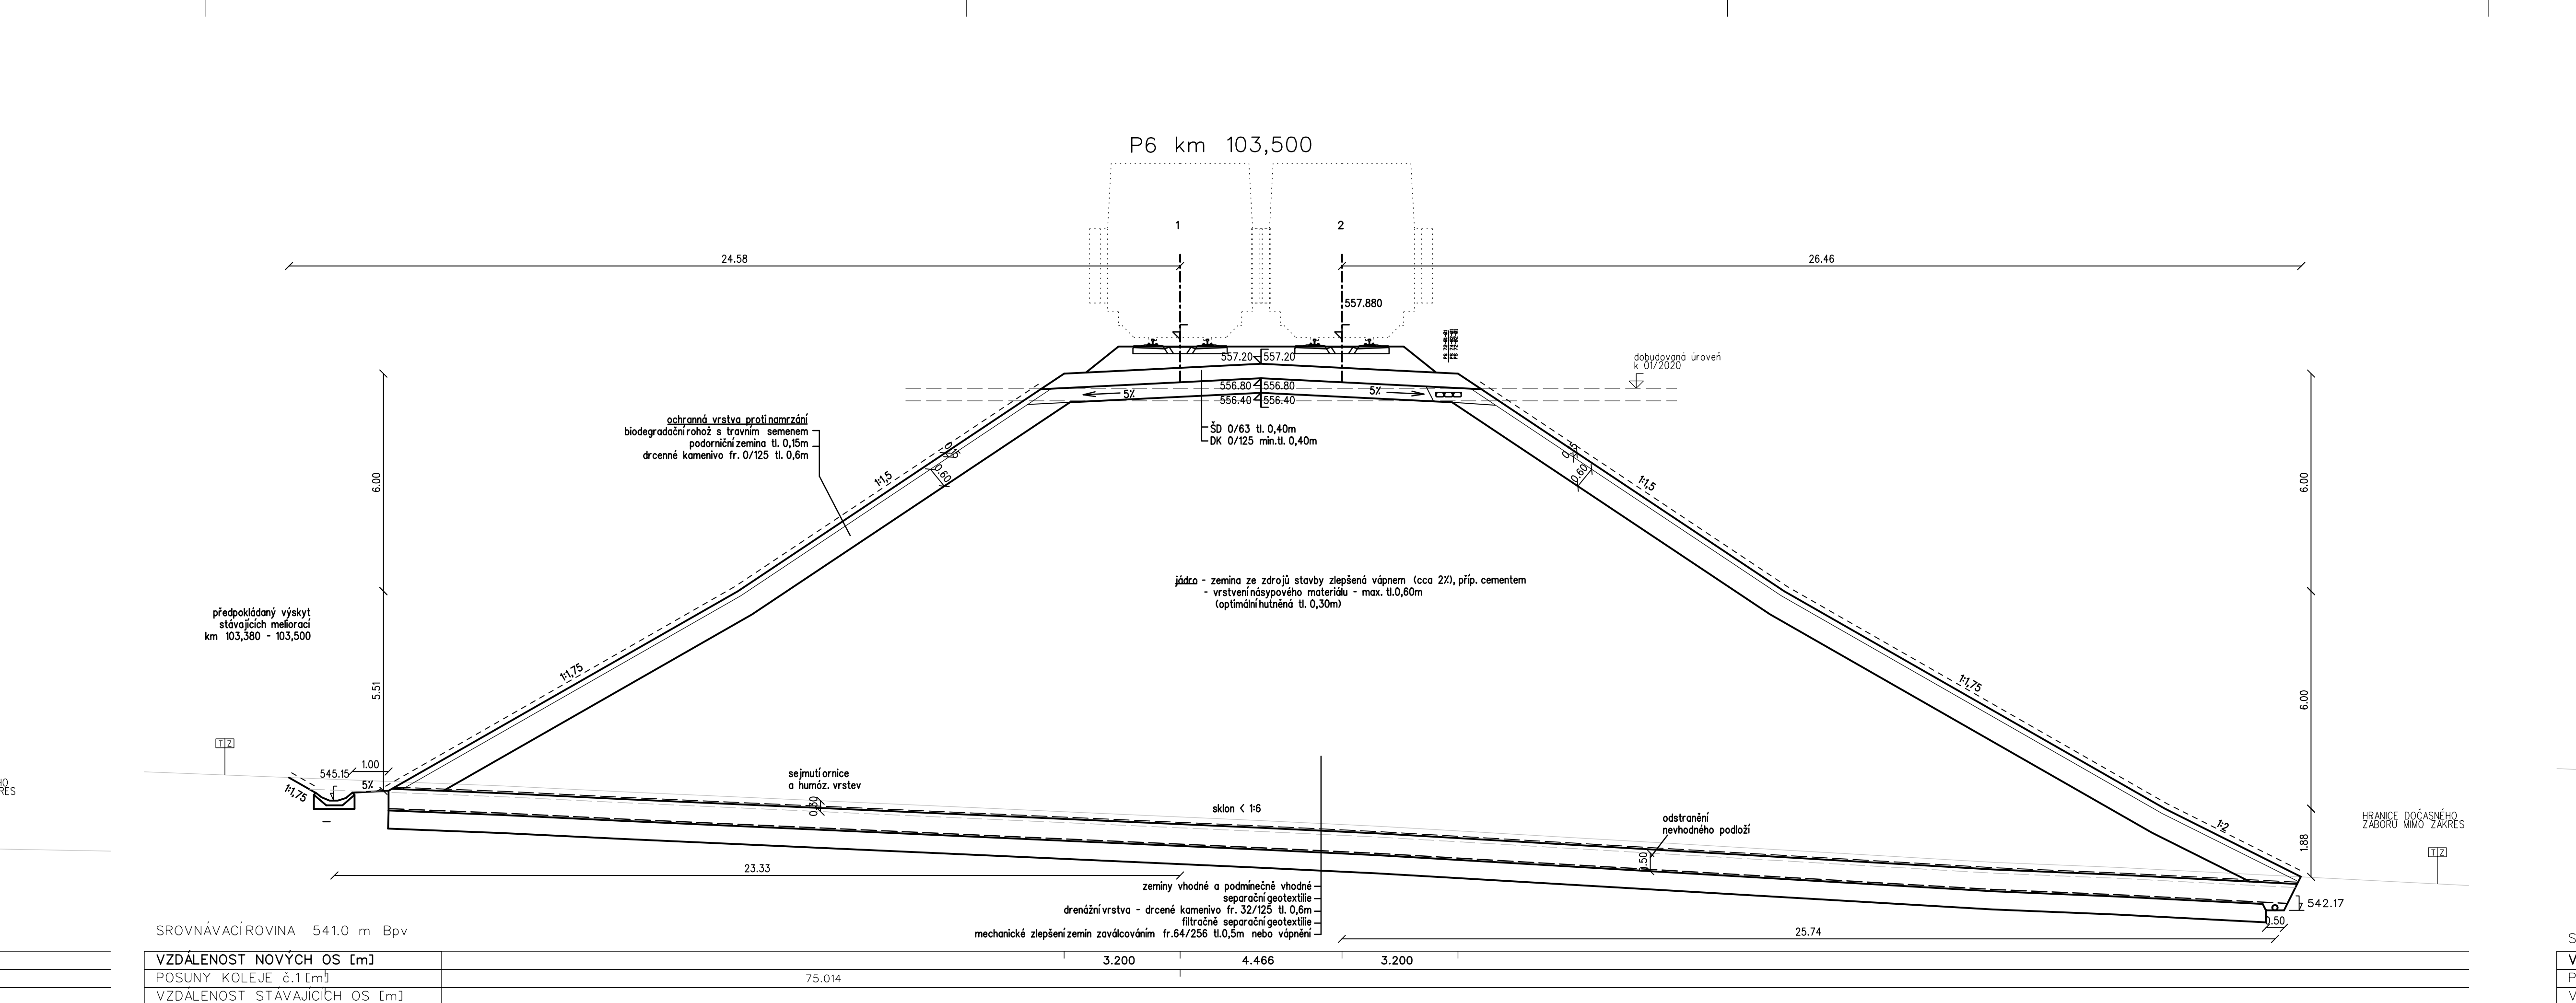 P6 km 103,500
1
2
24.58
26.46
557.880
557.20 557.20
556.80 556.80
556.40 556.40
5%
5%
dobudovaná úroveň
k 01/2020
ochranná vrstva proti namrzání
biodegradační rohož s travním semenem
podorniční zemina tl. 0,15m
drcenné kamenivo fr. 0/125 tl. 0,6m
ŠD 0/63 tl. 0,40m
DK 0/125 min.tl. 0,40m
0.15
0.60
0.15
0.60
1:1,5
1:1,5
6.00
6.00
jádro - zemina ze zdrojů stavby zlepšená vápnem (cca 2%), příp. cementem
- vrstvení násypového materiálu - max. tl.0,60m
(optimální hutněná tl. 0,30m)
předpokládaný výskyt
stávajících meliorací
km 103,380 - 103,500
1:1,75
1:1,75
5.51
6.00
T Z
545.15
1.00
5%
1:1,75
sejmutí ornice
a humóz. vrstev
0.30
sklon < 1:6
odstranění
nevhodného podloží
0.50
1:2
1.88
HRANICE DOČASNÉHO
ZÁBORU MIMO ZÁKRES
T Z
23.33
zeminy vhodné a podmínečně vhodné
separační geotextilie
drenážní vrstva - drcené kamenivo fr. 32/125 tl. 0,6m
filtračně separační geotextilie
mechanické zlepšení zemin zaválcováním fr.64/256 tl.0,5m nebo vápnění
542.17
0.50
25.74
SROVNÁVACÍ ROVINA 541.0 m Bpv
VZDÁLENOST NOVÝCH OS [m]
3.200
4.466
3.200
POSUNY KOLEJE č.1 [m]
75.014
VZDÁLENOST STÁVAJÍCÍCH OS [m]